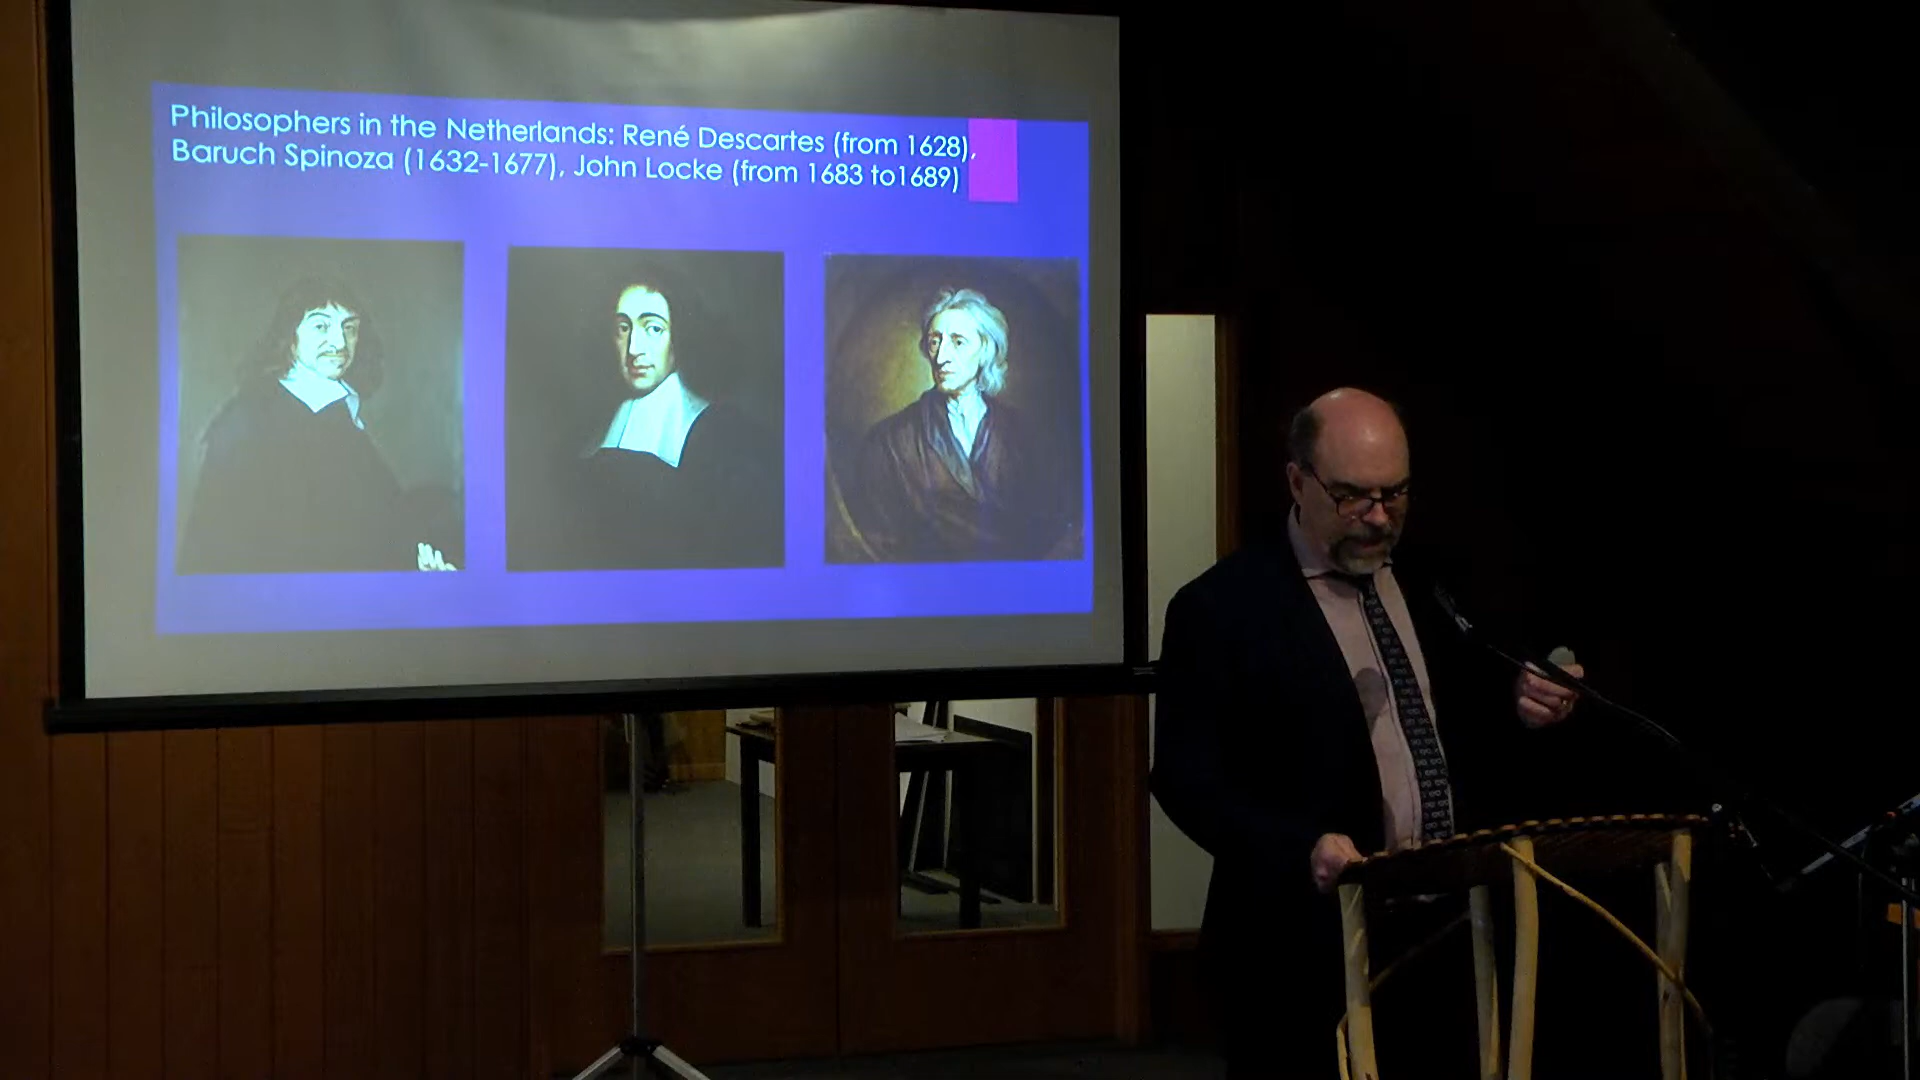 Philosophers in the Netherlands: René Descartes (from 1628),
Baruch Spinoza (1632-1677), John Locke (from 1683 to1689)